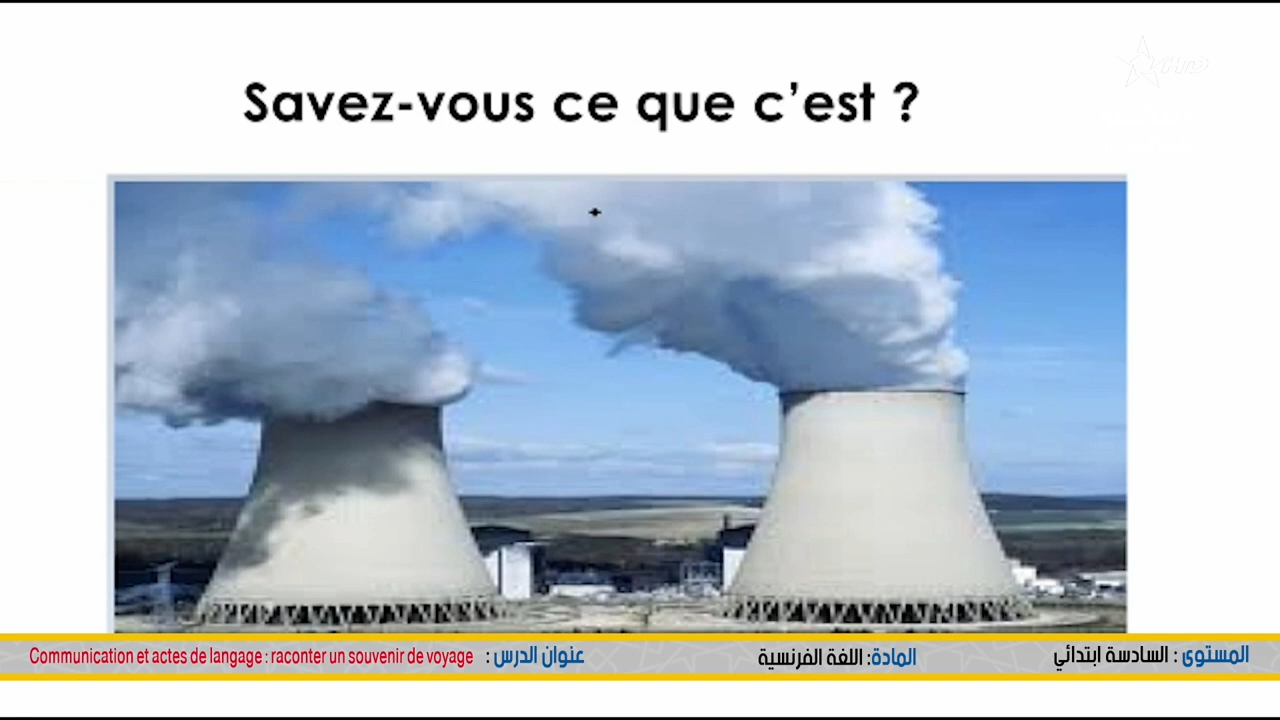 Savez-vous ce que c’est ?
المستوى : السادسة ابتدائي
المادة: اللغة الفرنسية
عنوان الدرس : Communication et actes de langage : raconter un souvenir de voyage